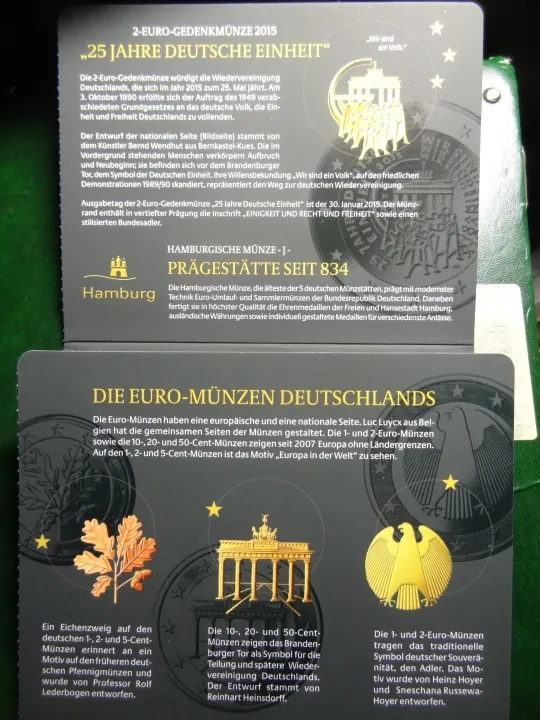 2-EURO-GEDENKMÜNZE 2015
„25 JAHRE DEUTSCHE EINHEIT“
„Wir sind
ein Volk.“
Die 2-Euro-Gedenkmünze würdigt die Wiedervereinigung
Deutschlands, die sich im Jahr 2015 zum 25. Mal jährt. Am
3. Oktober 1990 erfüllte sich der Auftrag des 1949 verab-
schiedeten Grundgesetzes an das deutsche Volk, die Ein-
heit und Freiheit Deutschlands zu vollenden.
Der Entwurf der nationalen Seite (Bildseite) stammt von
dem Künstler Bernd Wendhut aus Bernkastel-Kues. Die im
Vordergrund stehenden Menschen verkörpern Aufbruch
und Neubeginn; sie befinden sich vor dem Brandenburger
Tor, dem Symbol der Deutschen Einheit. Ihre Willensbekundung „Wir sind ein Volk“, auf den friedlichen
Demonstrationen 1989/90 skandiert, repräsentiert den Weg zur deutschen Wiedervereinigung.
Ausgabetag der 2-Euro-Gedenkmünze „25 Jahre Deutsche Einheit“ ist der 30. Januar 2015. Der Münz-
rand enthält in vertiefter Prägung die Inschrift „EINIGKEIT UND RECHT UND FREIHEIT“ sowie einen
stilisierten Bundesadler.
HAMBURGISCHE MÜNZE - J -
PRÄGESTÄTTE SEIT 834
Hamburg
Die Hamburgische Münze, die älteste der 5 deutschen Münzstätten, prägt mit modernster
Technik Euro-Umlauf- und Sammlermünzen der Bundesrepublik Deutschland. Daneben
fertigt sie in höchster Qualität die Ehrenmedaillen der Freien und Hansestadt Hamburg,
ausländische Währungen sowie individuell gestaltete Medaillen für verschiedenste Anlässe.
DIE EURO-MÜNZEN DEUTSCHLANDS
Die Euro-Münzen haben eine europäische und eine nationale Seite. Luc Luycx aus Bel-
gien hat die gemeinsamen Seiten der Münzen gestaltet. Die 1- und 2-Euro-Münzen
sowie die 10-, 20- und 50-Cent-Münzen zeigen seit 2007 Europa ohne Ländergrenzen.
Auf den 1-, 2- und 5-Cent-Münzen ist das Motiv „Europa in der Welt“ zu sehen.
Ein Eichenzweig auf den
deutschen 1-, 2- und 5-Cent-
Münzen erinnert an ein
Motiv auf den früheren deut-
schen Pfennigmünzen und
wurde von Professor Rolf
Lederbogen entworfen.
Die 10-, 20- und 50-Cent-
Münzen zeigen das Branden-
burger Tor als Symbol für die
Teilung und spätere Wieder-
vereinigung Deutschlands.
Der Entwurf stammt von
Reinhart Heinsdorff.
Die 1- und 2-Euro-Münzen
tragen das traditionelle
Symbol deutscher Souverä-
nität, den Adler. Das Mo-
tiv wurde von Heinz Hoyer
und Sneschana Russewa-
Hoyer entworfen.